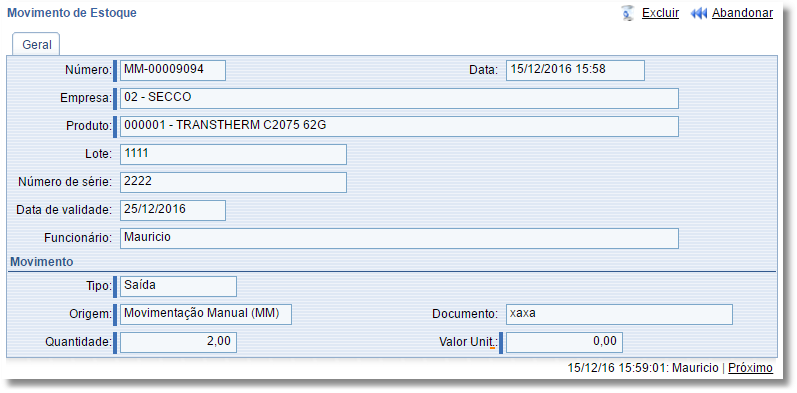 Movimento de Estoque Excluir Abandonar
Geral
Número: MM-00009094 Data: 15/12/2016 15:58
Empresa: 02 - SECCO
Produto: 000001 - TRANSTHERM C2075 62G
Lote: 1111
Número de série: 2222
Data de validade: 25/12/2016
Funcionário: Mauricio
Movimento
Tipo: Saída
Origem: Movimentação Manual (MM) Documento: xaxa
Quantidade: 2,00 Valor Unit.: 0,00
15/12/16 15:59:01: Mauricio | Próximo